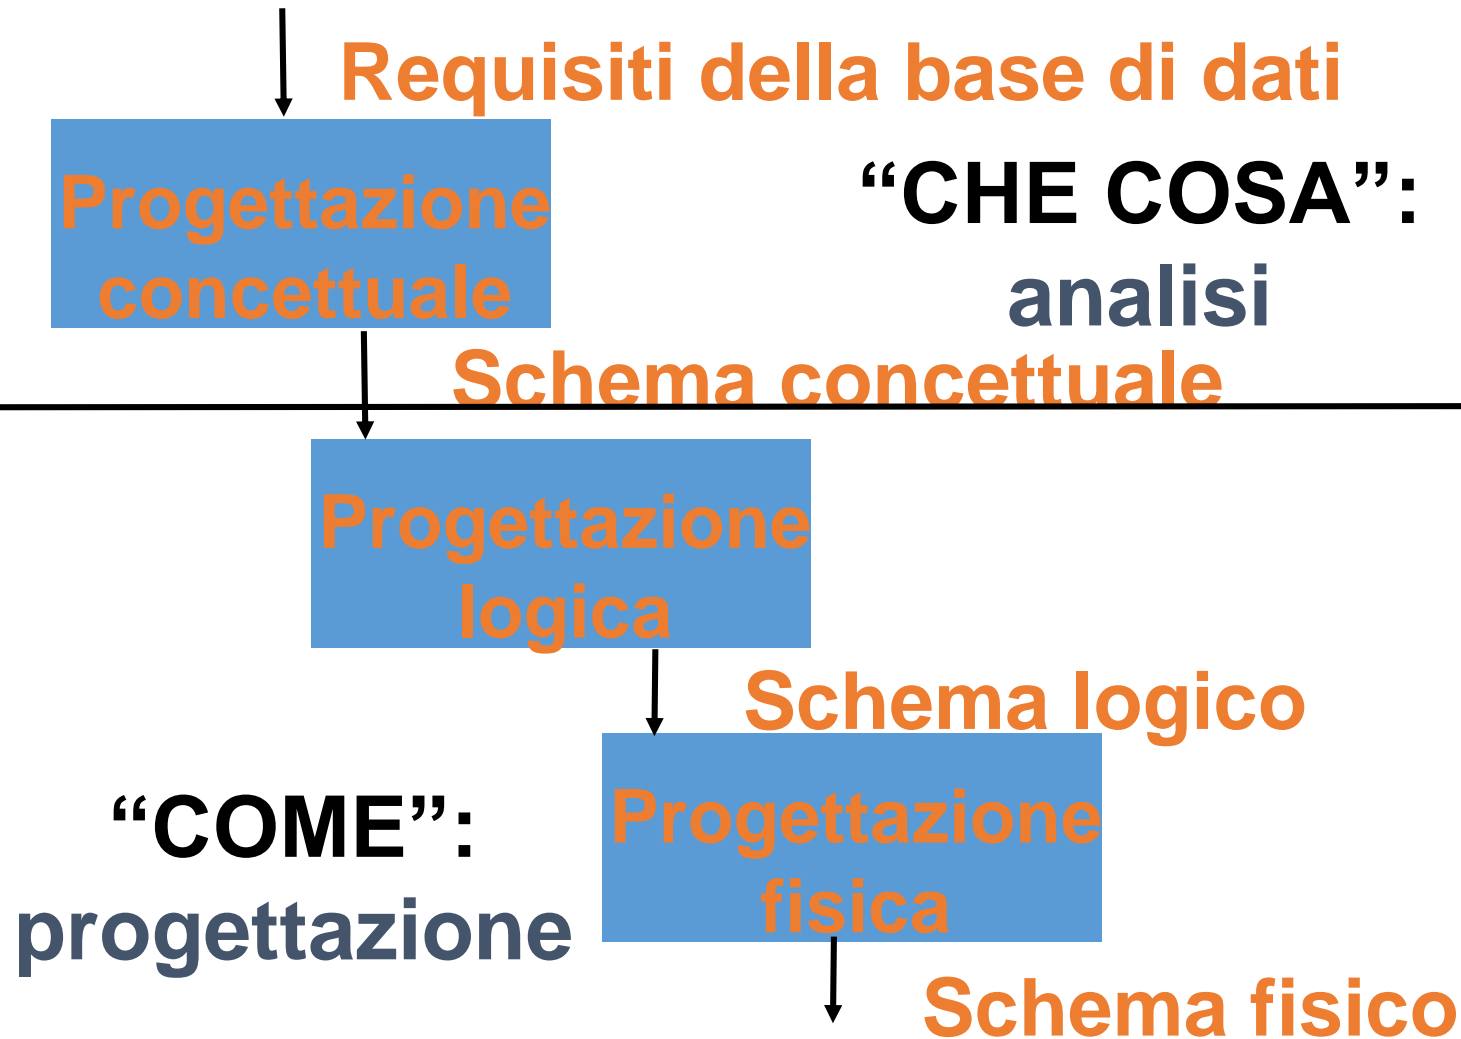 Requisiti della base di dati
Progettazione
concettuale
“CHE COSA”:
analisi
Schema concettuale
Progettazione
logica
Schema logico
“COME”:
progettazione
Progettazione
fisica
Schema fisico